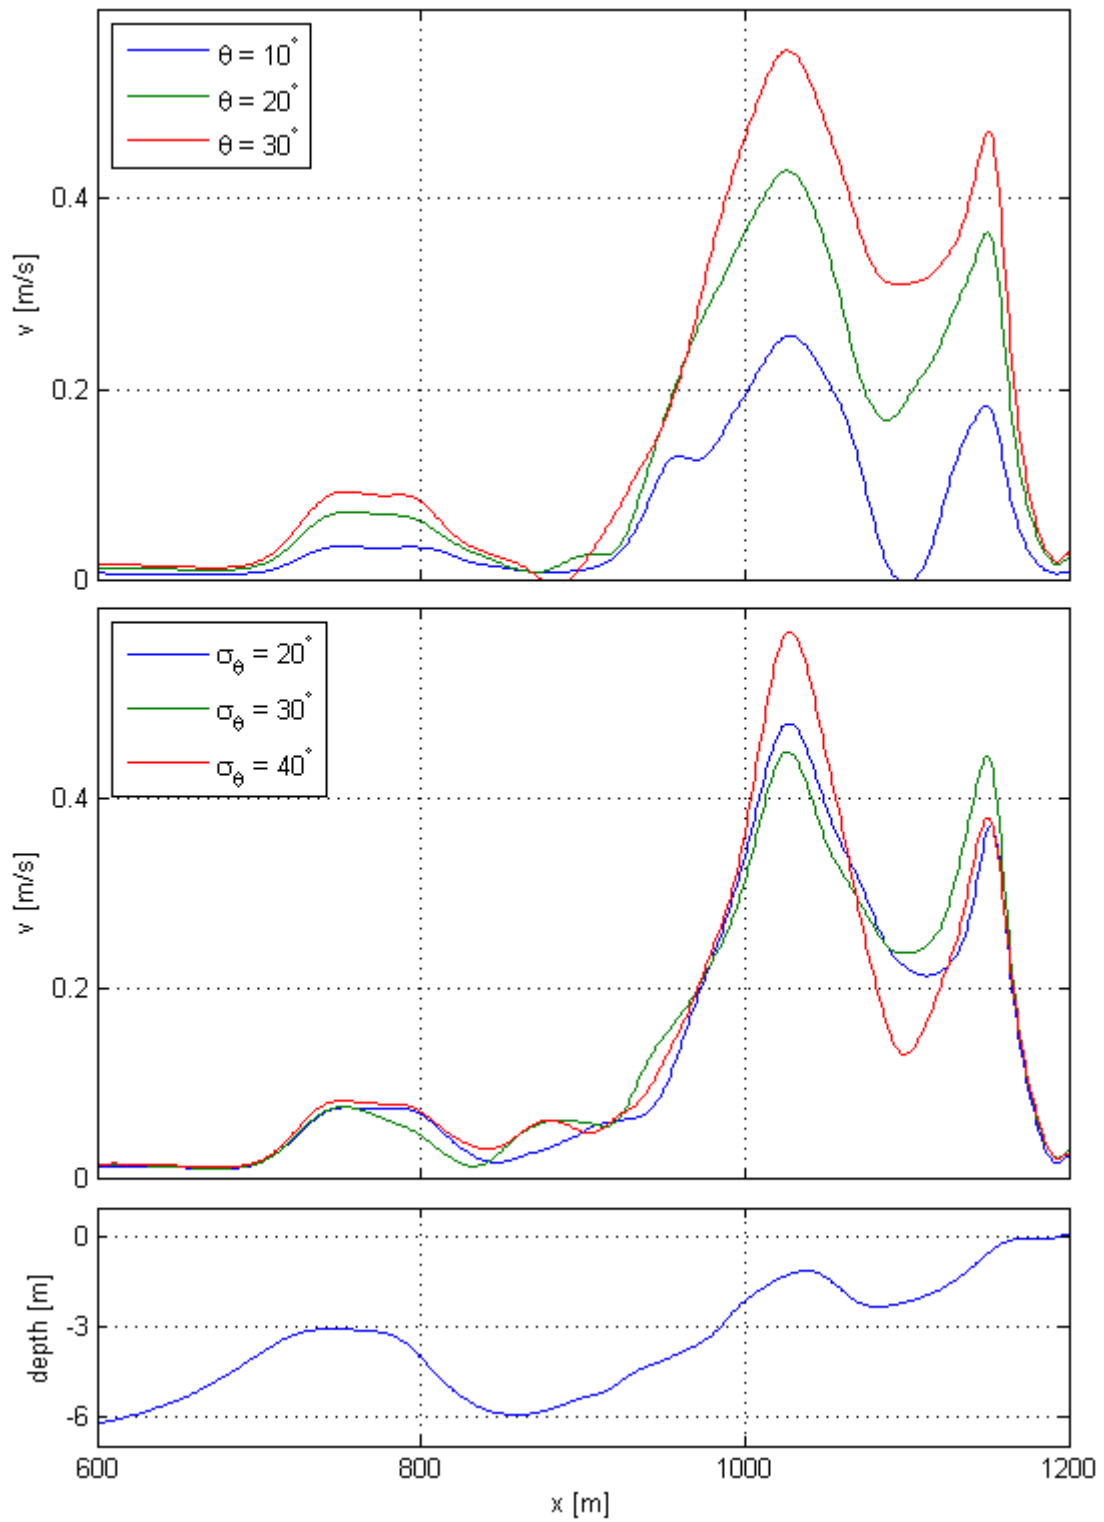 θ = 10°
θ = 20°
θ = 30°
0.4
0.2
0
v [m/s]
σθ = 20°
σθ = 30°
σθ = 40°
0.4
0.2
0
v [m/s]
0
-3
-6
depth [m]
600 800 1000 1200
x [m]